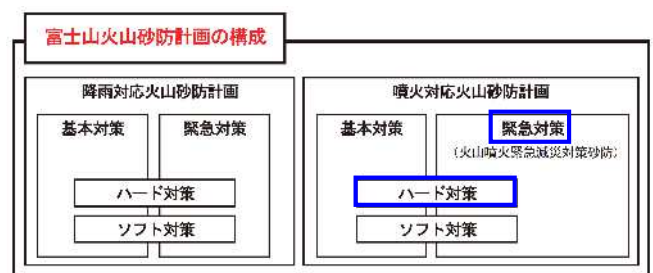 富士山火山砂防計画の構成
降雨対応火山砂防計画
噴火対応火山砂防計画
基本対策
緊急対策
基本対策
緊急対策
(火山噴火緊急減災対策砂防)
ハード対策
ハード対策
ソフト対策
ソフト対策